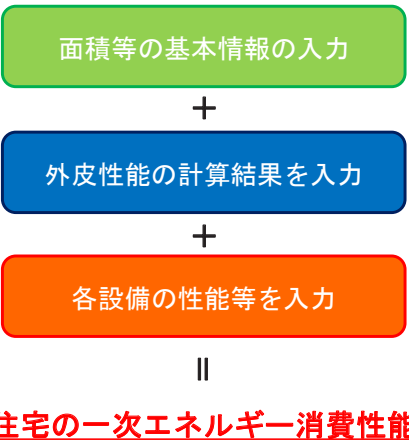 面積等の基本情報の入力
+
外皮性能の計算結果を入力
+
各設備の性能等を入力
=
住宅の一次エネルギー消費性能